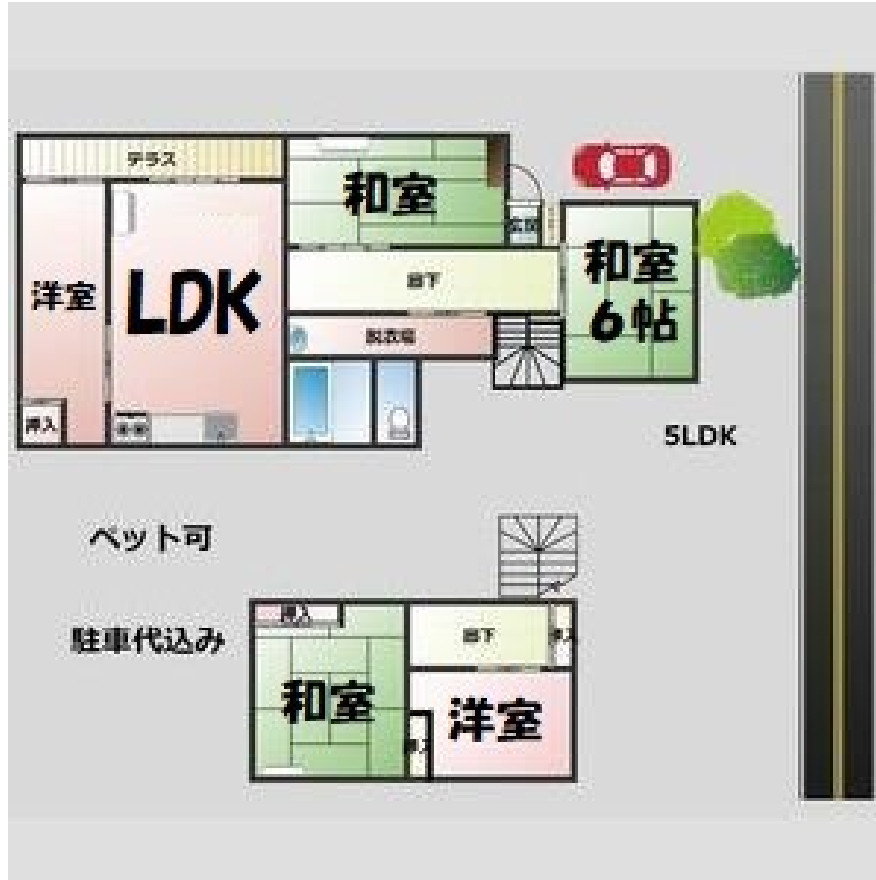 テラス
和室
玄関
洋室
LDK
廊下
和室
6帖
脱衣場
押入
5LDK
ペット可
駐車代込み
押入
廊下
押入
和室
洋室
押入